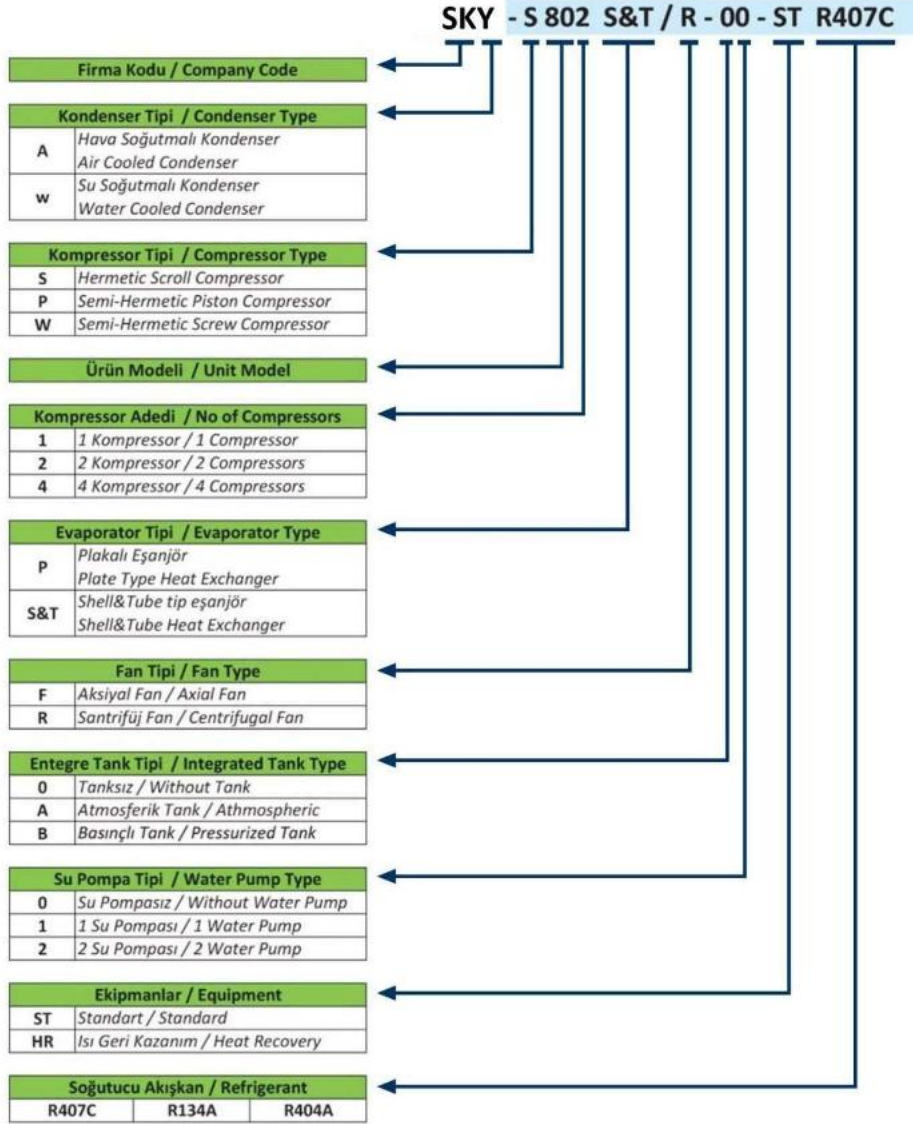 SKY - S 802 S&T / R - 00 - ST R407C
Firma Kodu / Company Code
Kondenser Tipi / Condenser Type
A
Hava Soğutmalı Kondenser
Air Cooled Condenser
w
Su Soğutmalı Kondenser
Water Cooled Condenser
Kompressor Tipi / Compressor Type
S Hermetic Scroll Compressor
P Semi-Hermetic Piston Compressor
W Semi-Hermetic Screw Compressor
Ürün Modeli / Unit Model
Kompressor Adedi / No of Compressors
1 1 Kompressor / 1 Compressor
2 2 Kompressor / 2 Compressors
4 4 Kompressor / 4 Compressors
Evaporator Tipi / Evaporator Type
P
Plakalı Eşanjör
Plate Type Heat Exchanger
S&T
Shell&Tube tip eşanjör
Shell&Tube Heat Exchanger
Fan Tipi / Fan Type
F Aksiyal Fan / Axial Fan
R Santrifüj Fan / Centrifugal Fan
Entegre Tank Tipi / Integrated Tank Type
0 Tanksız / Without Tank
A Atmosferik Tank / Athmospheric
B Basınçlı Tank / Pressurized Tank
Su Pompa Tipi / Water Pump Type
0 Su Pompasız / Without Water Pump
1 1 Su Pompası / 1 Water Pump
2 2 Su Pompası / 2 Water Pump
Ekipmanlar / Equipment
ST Standart / Standard
HR Isı Geri Kazanım / Heat Recovery
Soğutucu Akışkan / Refrigerant
R407C R134A R404A